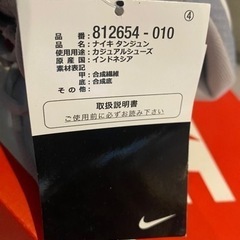 ④
品番:812654-010
品名:ナイキ タンジュン
使用用途:カジュアルシューズ
原産国:インドネシア
素材表記
甲:合成繊維
底:合成底
その他:
取扱説明書
ご使用前に必ずお読み下さい